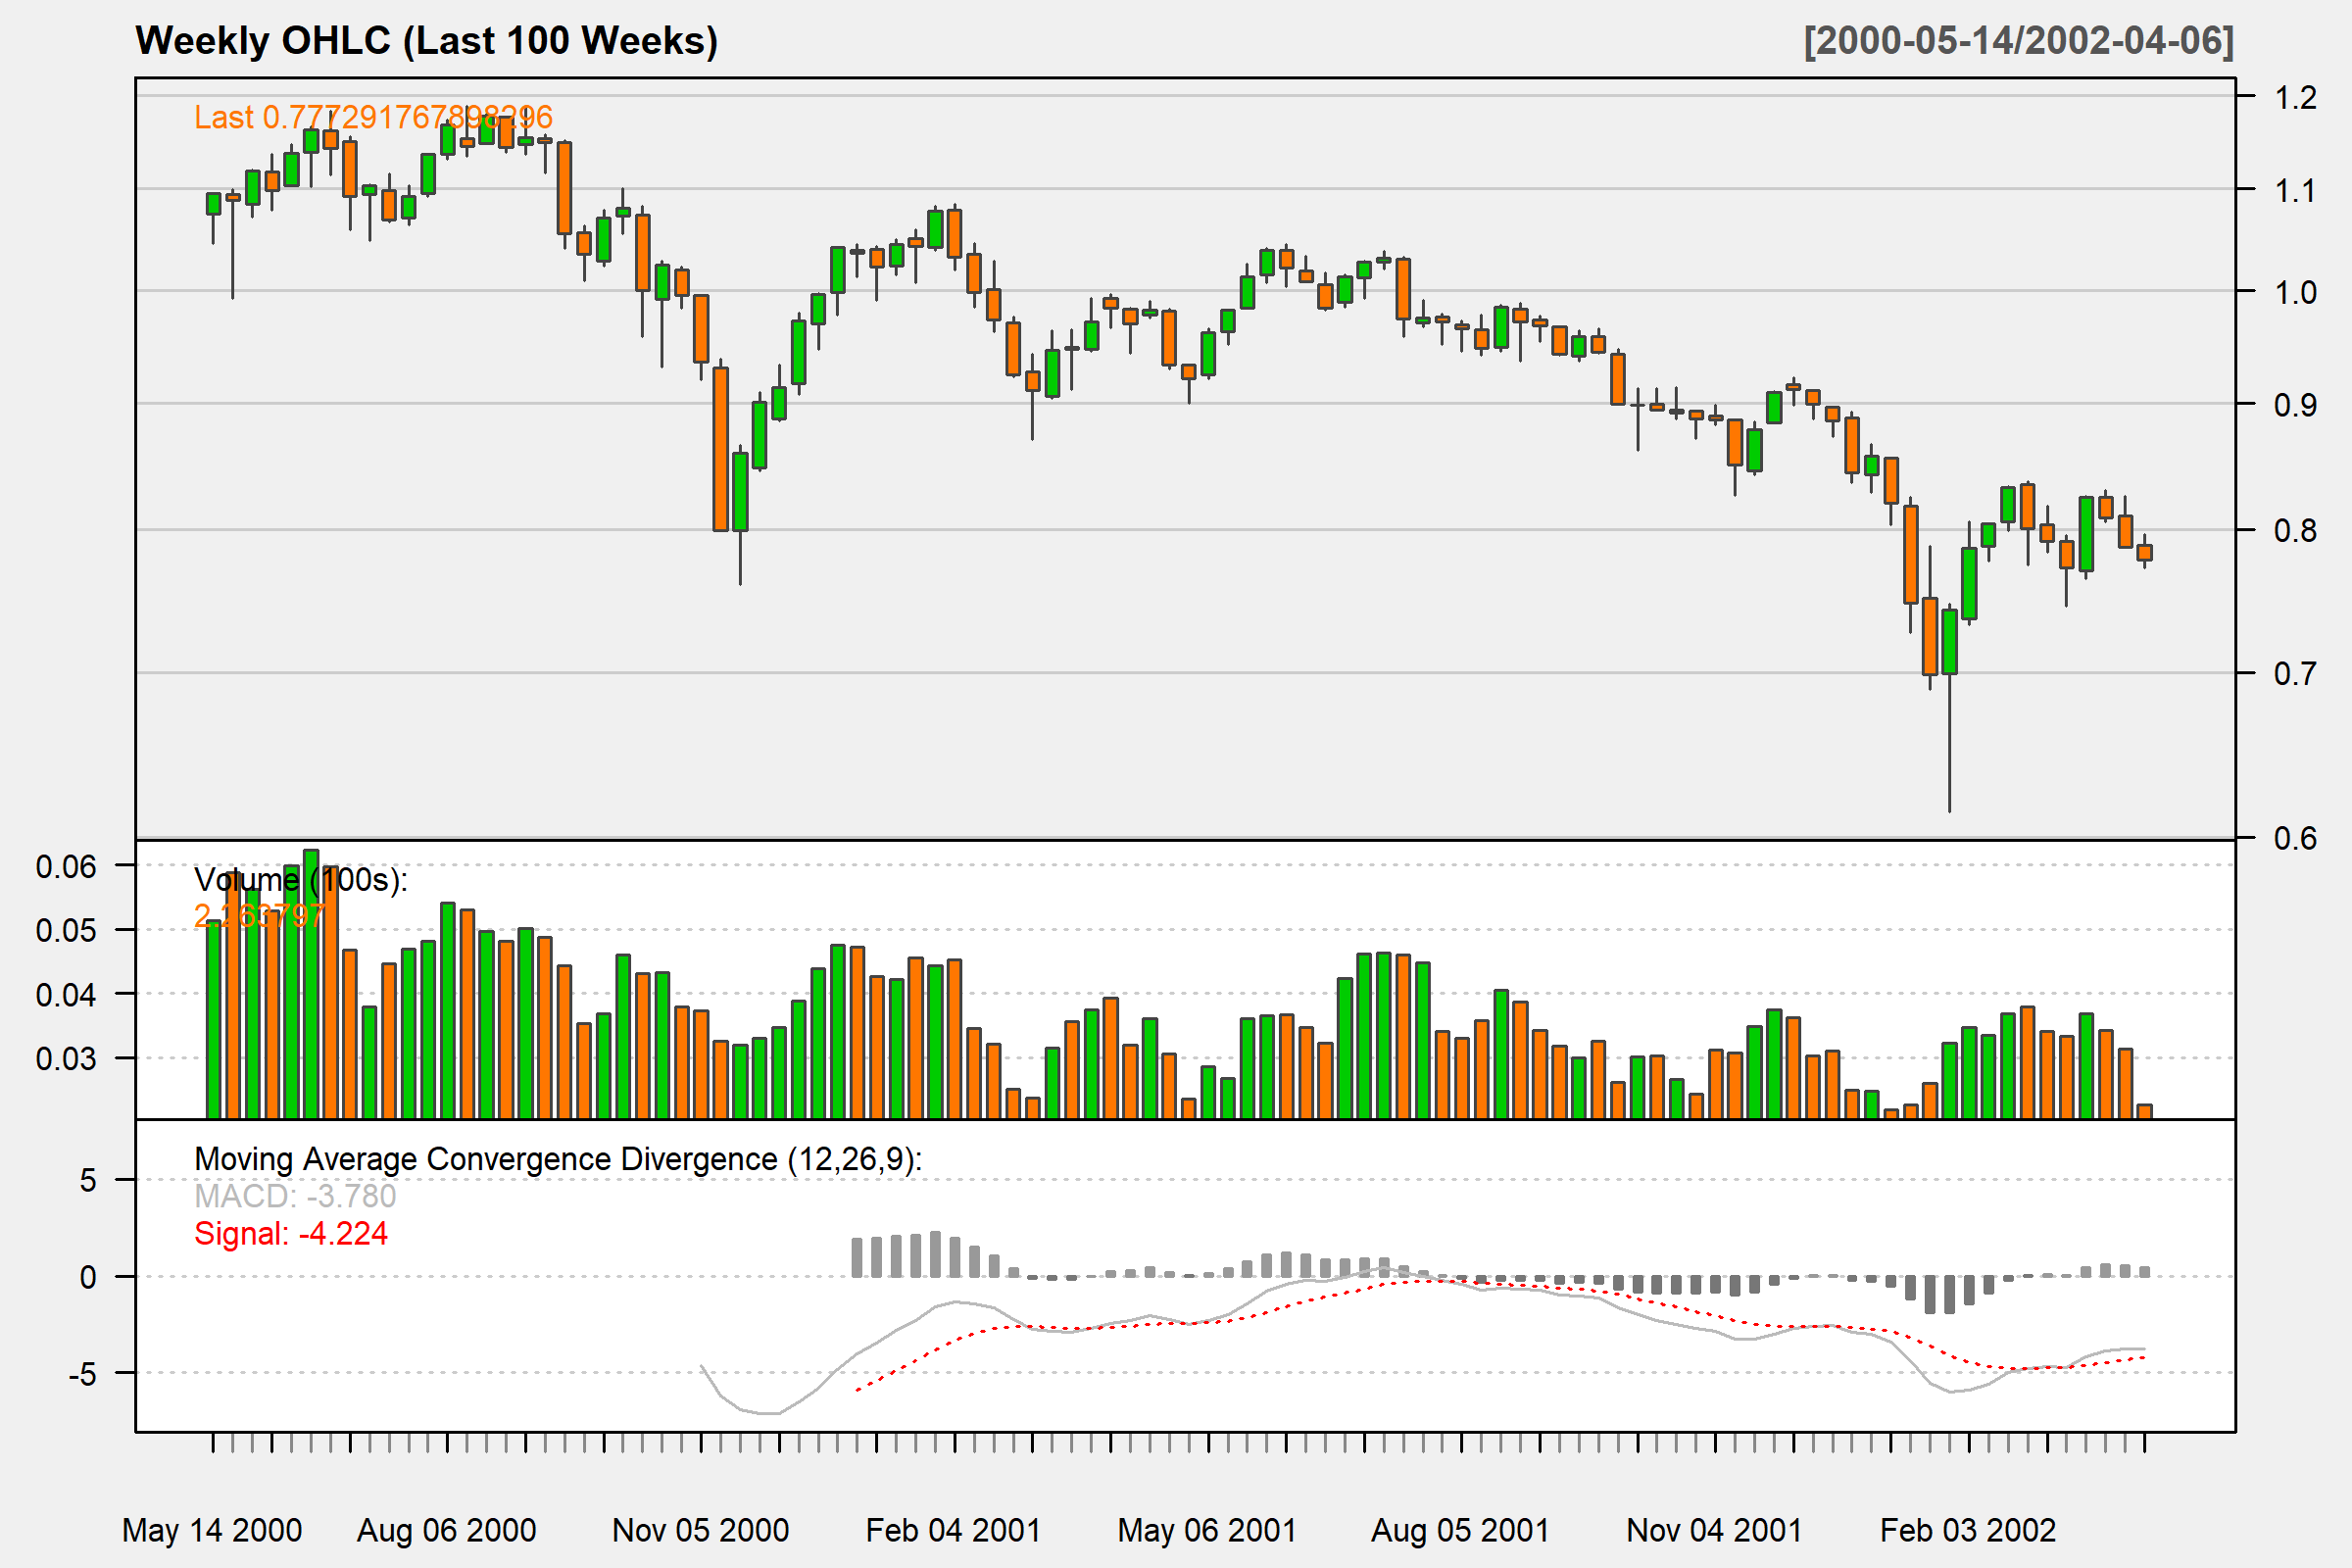 Weekly OHLC (Last 100 Weeks)
[2000-05-14/2002-04-06]
Last 0.777291767898296
1.2
1.1
1.0
0.9
0.8
0.7
0.6
Volume (100s):
2.263797
0.06
0.05
0.04
0.03
Moving Average Convergence Divergence (12,26,9):
MACD: -3.780
Signal: -4.224
5
0
-5
May 14 2000 Aug 06 2000 Nov 05 2000 Feb 04 2001 May 06 2001 Aug 05 2001 Nov 04 2001 Feb 03 2002